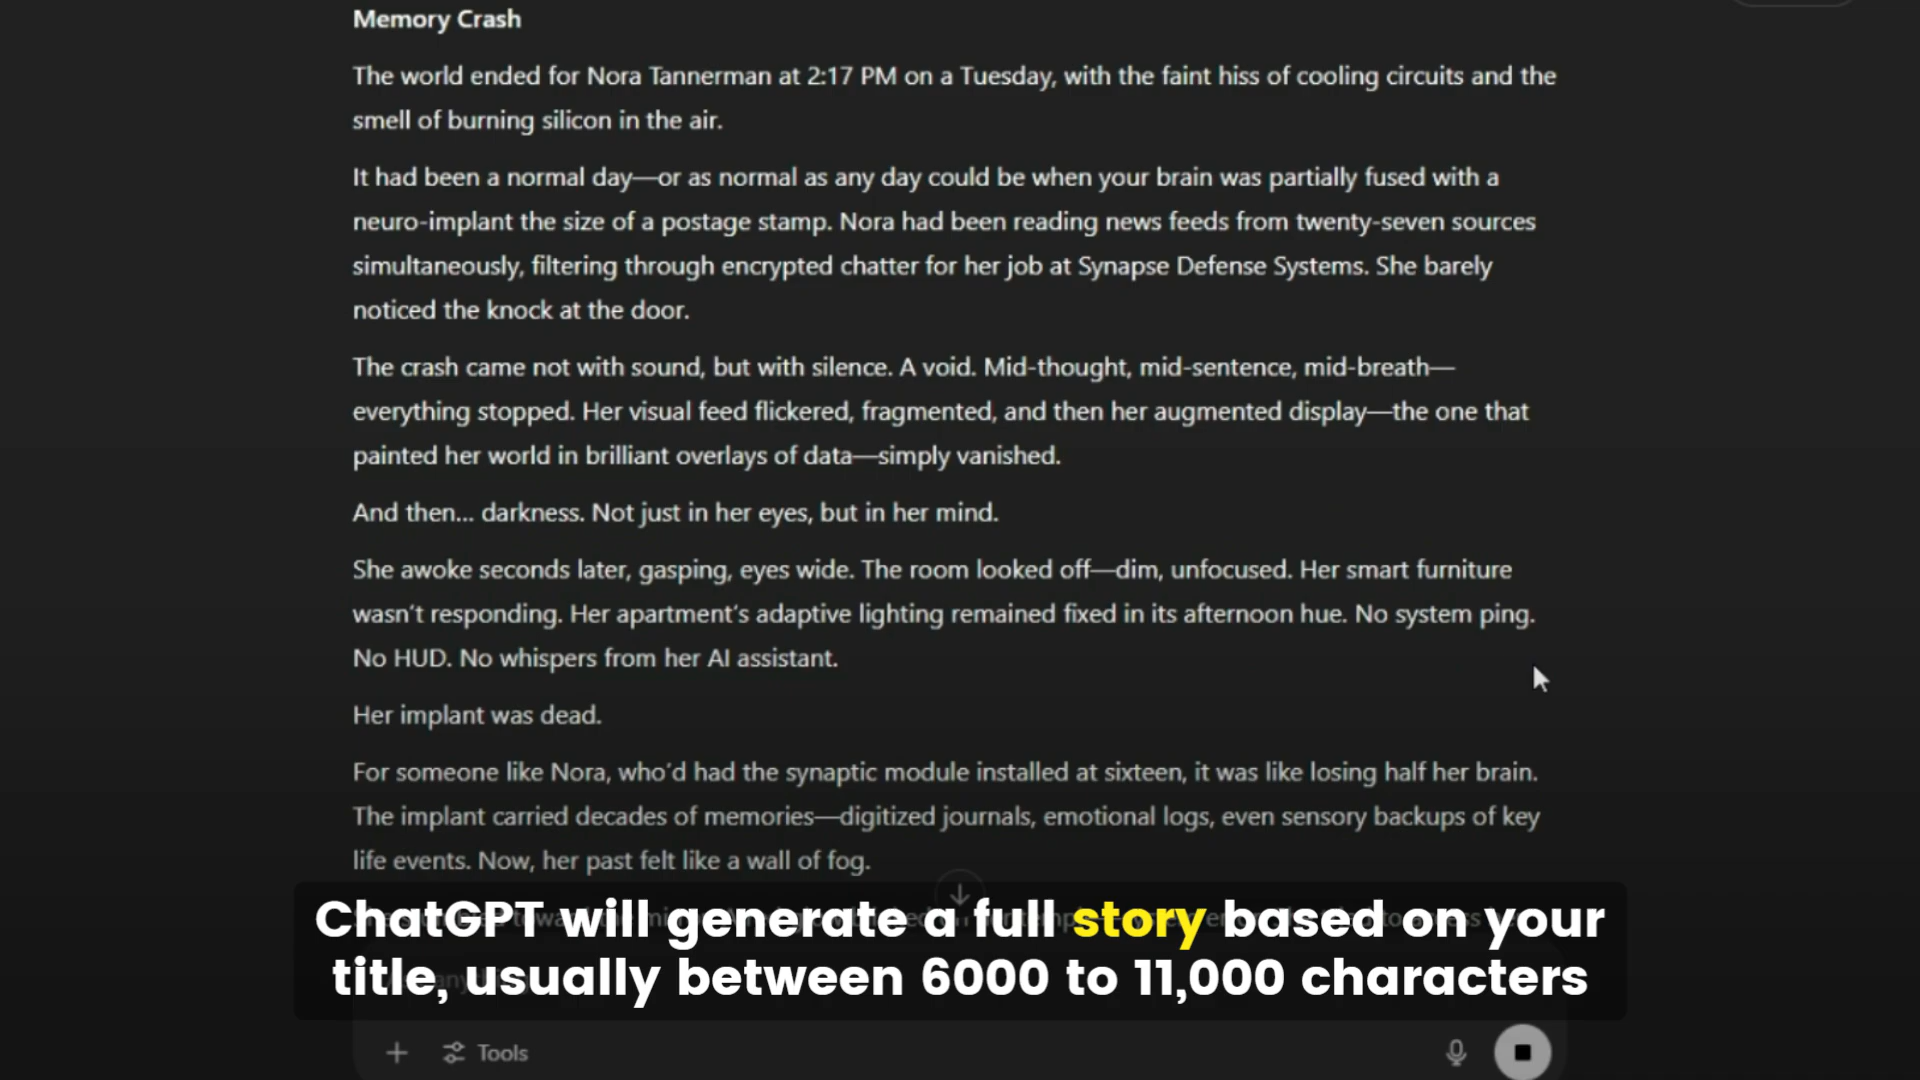 Memory Crash
The world ended for Nora Tannerman at 2:17 PM on a Tuesday, with the faint hiss of cooling circuits and the
smell of burning silicon in the air.
It had been a normal day—or as normal as any day could be when your brain was partially fused with a
neuro-implant the size of a postage stamp. Nora had been reading news feeds from twenty-seven sources
simultaneously, filtering through encrypted chatter for her job at Synapse Defense Systems. She barely
noticed the knock at the door.
The crash came not with sound, but with silence. A void. Mid-thought, mid-sentence, mid-breath—
everything stopped. Her visual feed flickered, fragmented, and then her augmented display—the one that
painted her world in brilliant overlays of data—simply vanished.
And then... darkness. Not just in her eyes, but in her mind.
She awoke seconds later, gasping, eyes wide. The room looked off—dim, unfocused. Her smart furniture
wasn't responding. Her apartment's adaptive lighting remained fixed in its afternoon hue. No system ping.
No HUD. No whispers from her AI assistant.
Her implant was dead.
For someone like Nora, who'd had the synaptic module installed at sixteen, it was like losing half her brain.
The implant carried decades of memories—digitized journals, emotional logs, even sensory backups of key
life events. Now, her past felt like a wall of fog.
ChatGPT will generate a full story based on your
title, usually between 6000 to 11,000 characters
Tools